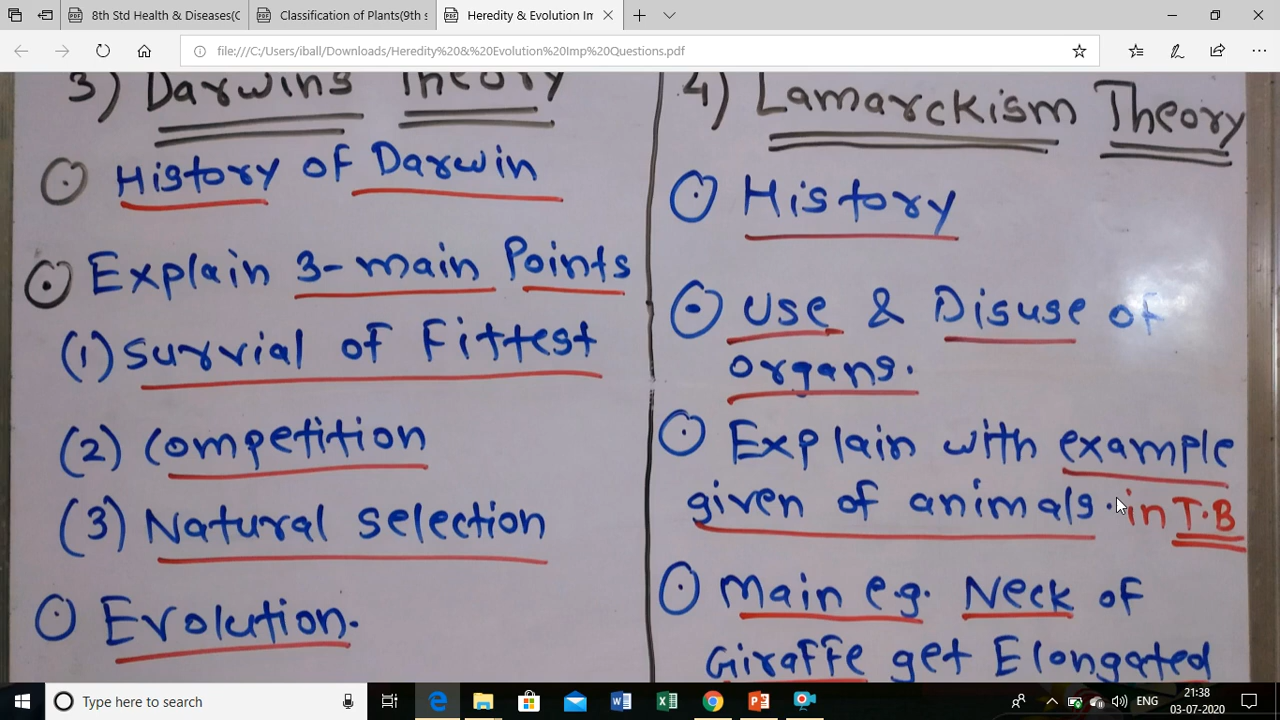 8th Std Health & Diseases(C
Classification of Plants(9th s
Heredity & Evolution Im
file:///C:/Users/iball/Downloads/Heredity%20&%20Evolution%20Imp%20Questions.pdf
3) Darwins Theory
History of Darwin
Explain 3-main Points
(1) Survial of Fittest
(2) Competition
(3) Natural selection
Evolution.
4) Lamarckism Theory
History
Use & Disuse of
organs.
Explain with example
given of animals. in T.B
Main e.g. Neck of
Giraffe get Elongated
Type here to search
ENG
21:38
03-07-2020